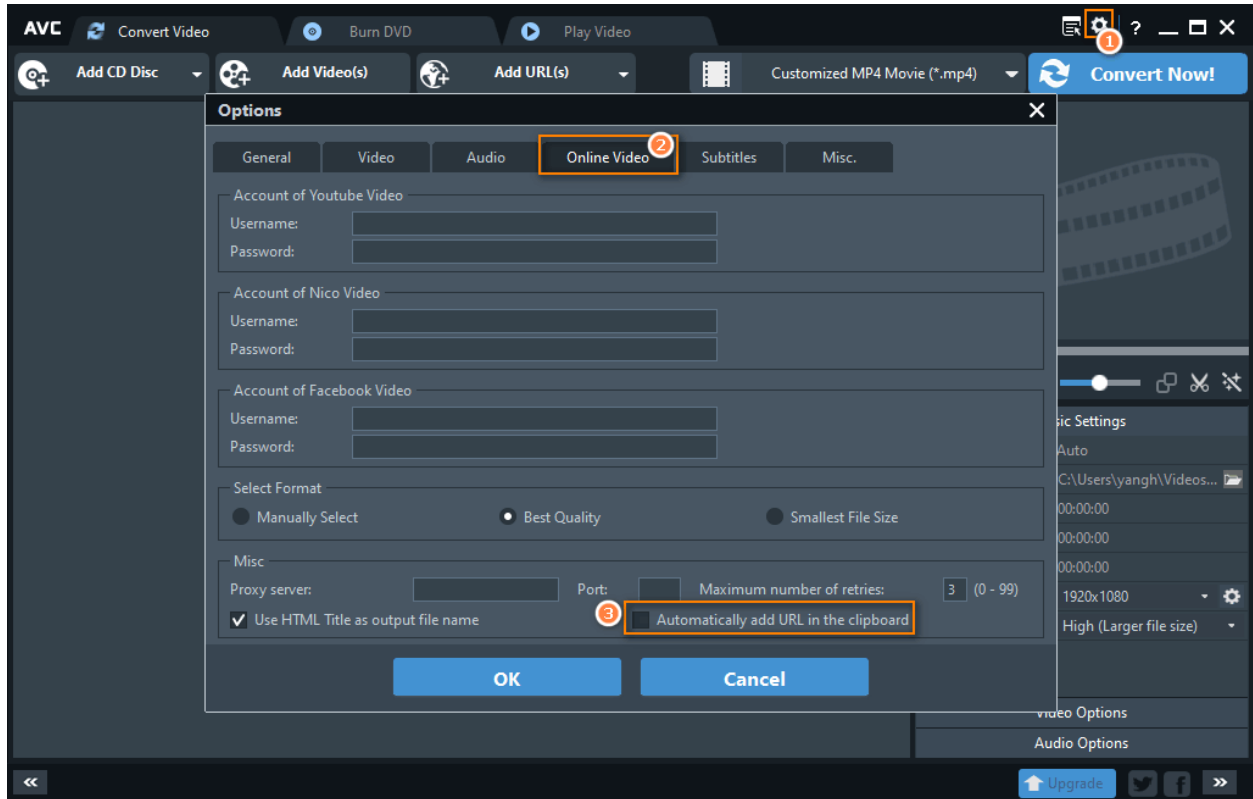 AVC Convert Video Burn DVD Play Video ? 1
Add CD Disc Add Video(s) Add URL(s) Customized MP4 Movie (*.mp4) Convert Now!
Options
General Video Audio Online Video 2 Subtitles Misc.
Account of Youtube Video
Username:
Password:
Account of Nico Video
Username:
Password:
Account of Facebook Video
Username:
Password:
Select Format
Manually Select Best Quality Smallest File Size
Misc
Proxy server: Port: Maximum number of retries: 3 (0 - 99)
Use HTML Title as output file name 3 Automatically add URL in the clipboard
OK Cancel
Settings
Auto
C:\Users\yangh\Videos...
00:00:00
00:00:00
00:00:00
1920x1080
High (Larger file size)
Video Options
Audio Options
« Upgrade »